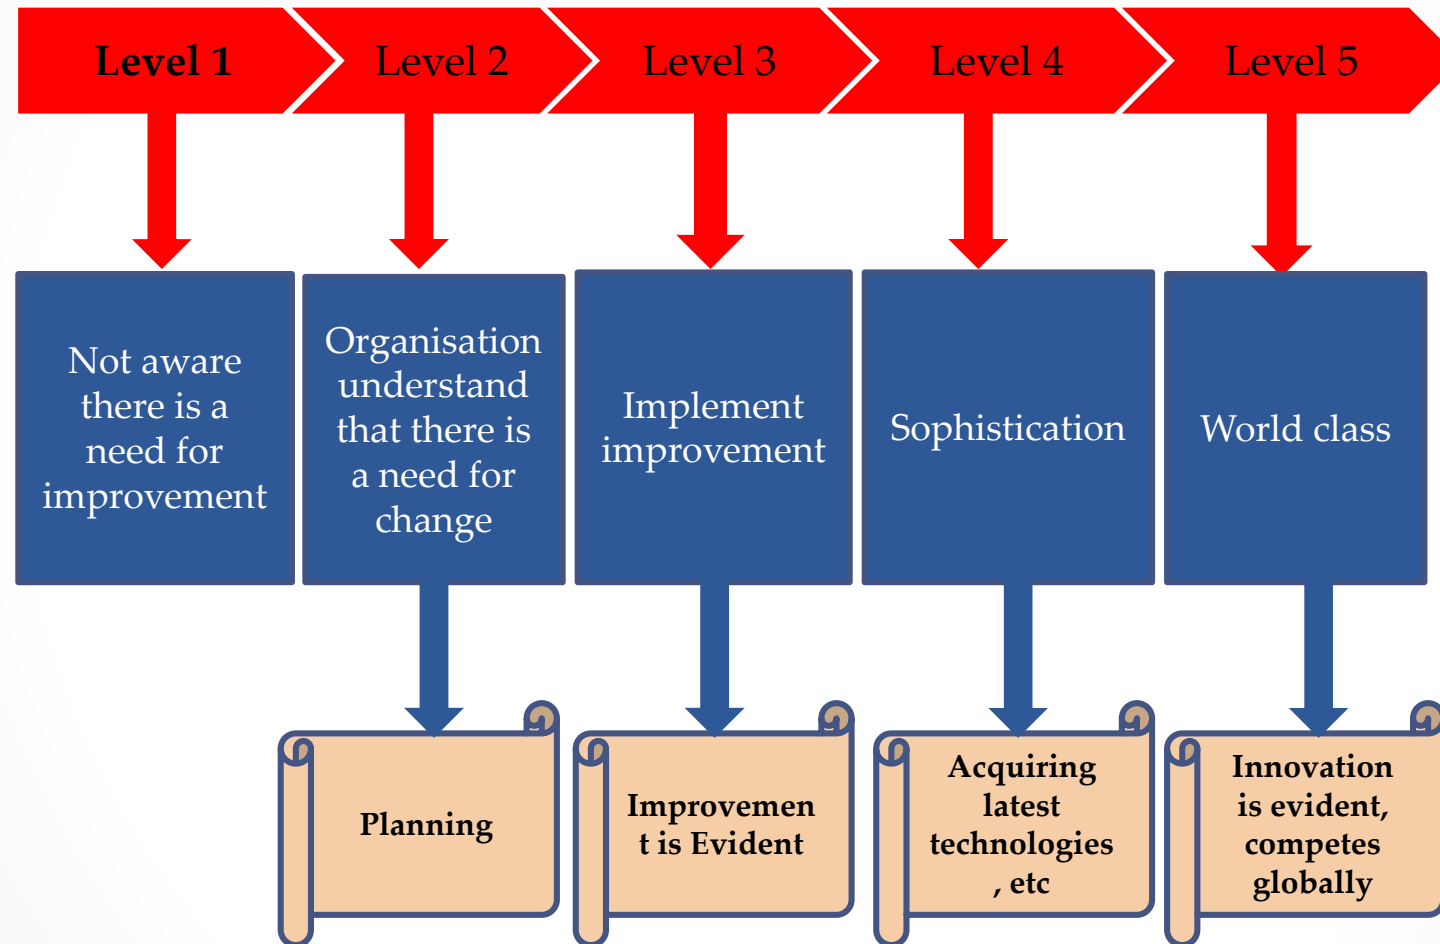 Level 1
Level 2
Level 3
Level 4
Level 5
Not aware
there is a
need for
improvement
Organisation
understand
that there is
a need for
change
Implement
improvement
Sophistication
World class
Planning
Improvemen
t is Evident
Acquiring
latest
technologies
, etc
Innovation
is evident,
competes
globally